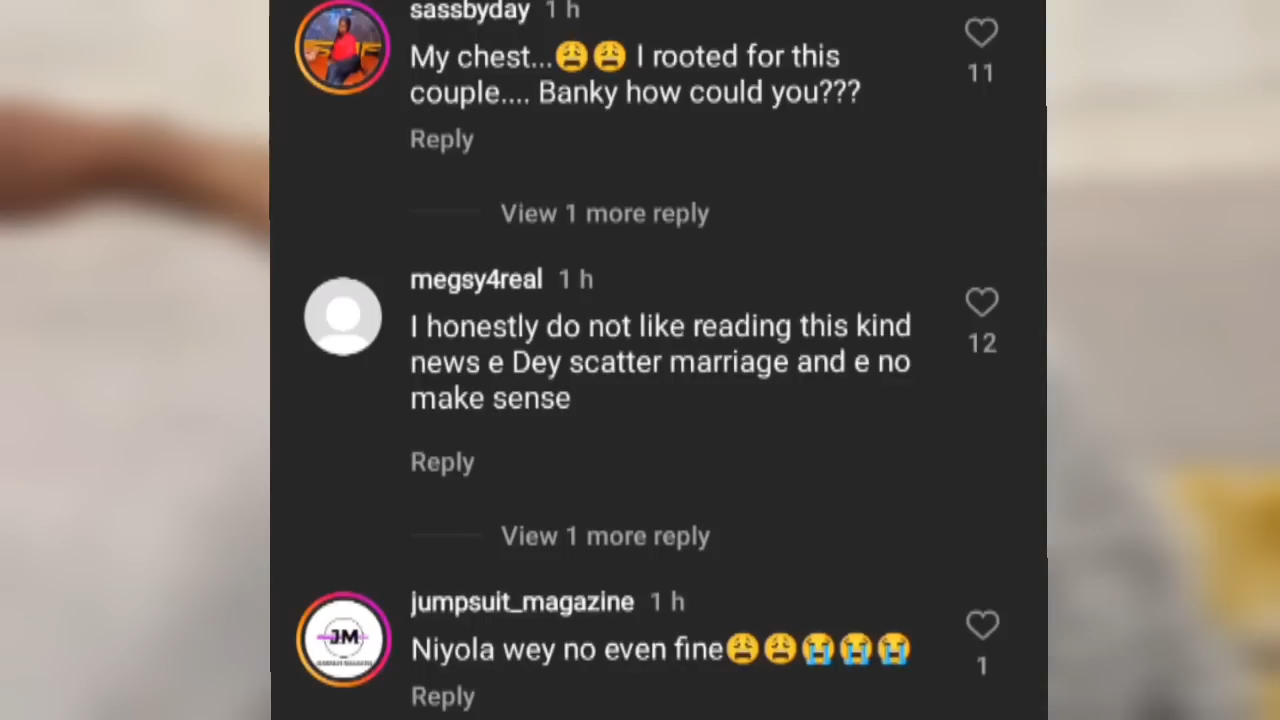 sassbyday 1 h
My chest...😩😩 I rooted for this
couple.... Banky how could you???
11
Reply
View 1 more reply
megsy4real 1 h
I honestly do not like reading this kind
news e Dey scatter marriage and e no
make sense
12
Reply
View 1 more reply
jumpsuit_magazine 1 h
JM
Niyola wey no even fine😩😩😭😭😭
1
Reply